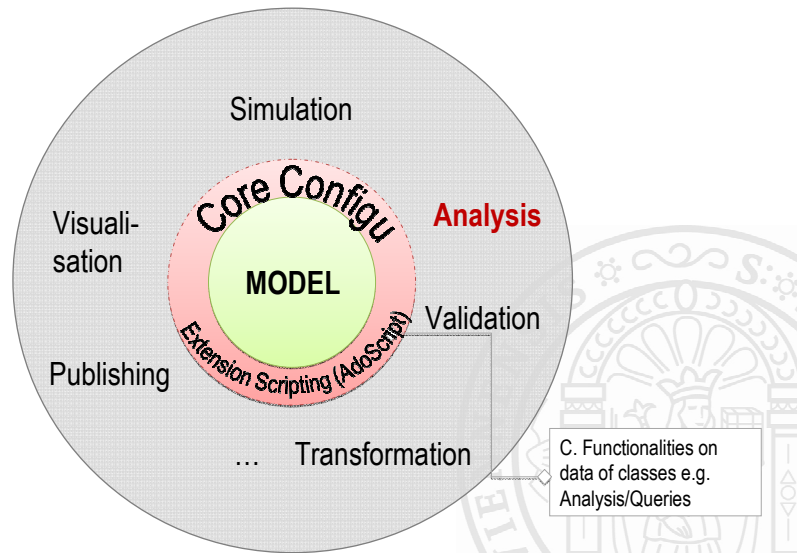 Simulation
Core Configu
Analysis
Visuali-
sation
MODEL
Validation
Extension Scripting (AdoScript)
Publishing
… Transformation
C. Functionalities on
data of classes e.g.
Analysis/Queries